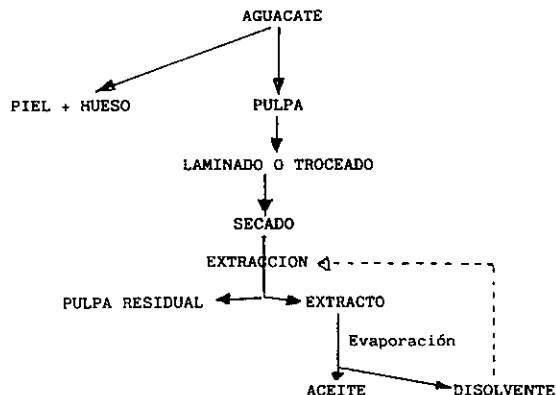 AGUACATE
PIEL + HUESO PULPA
LAMINADO O TROCEADO
SECADO
EXTRACCION
PULPA RESIDUAL EXTRACTO
Evaporación
ACEITE DISOLVENTE